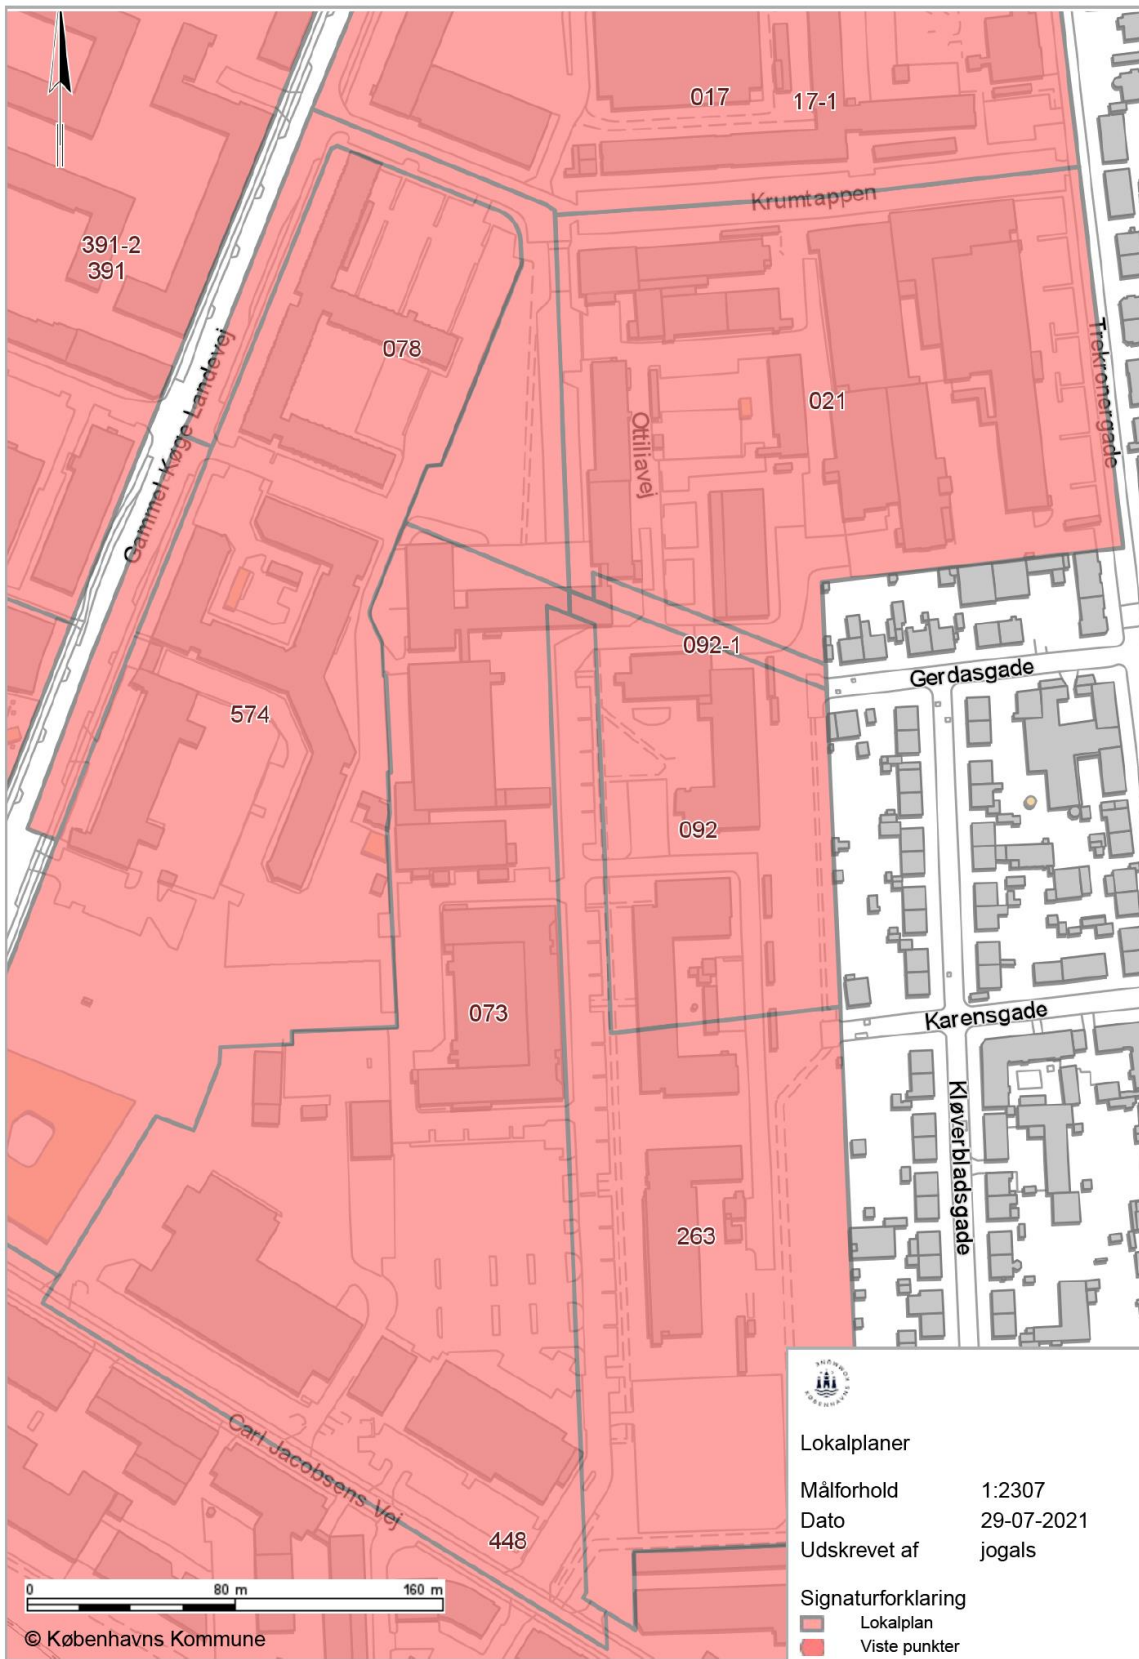 017
17-1
Krumtappen
391-2
391
078
Gammel Køge Landevej
Trekronergade
021
Ottiliavej
092-1
Gerdasgade
574
092
073
Karensgade
Kløverbladsgade
263
KØBENHAVNS KOMMUNE
Lokalplaner
Målforhold 1:2307
Dato 29-07-2021
Udskrevet af jogals
Carl Jacobsens Vej
448
Signaturforklaring
Lokalplan
Viste punkter
0 80 m 160 m
© Københavns Kommune